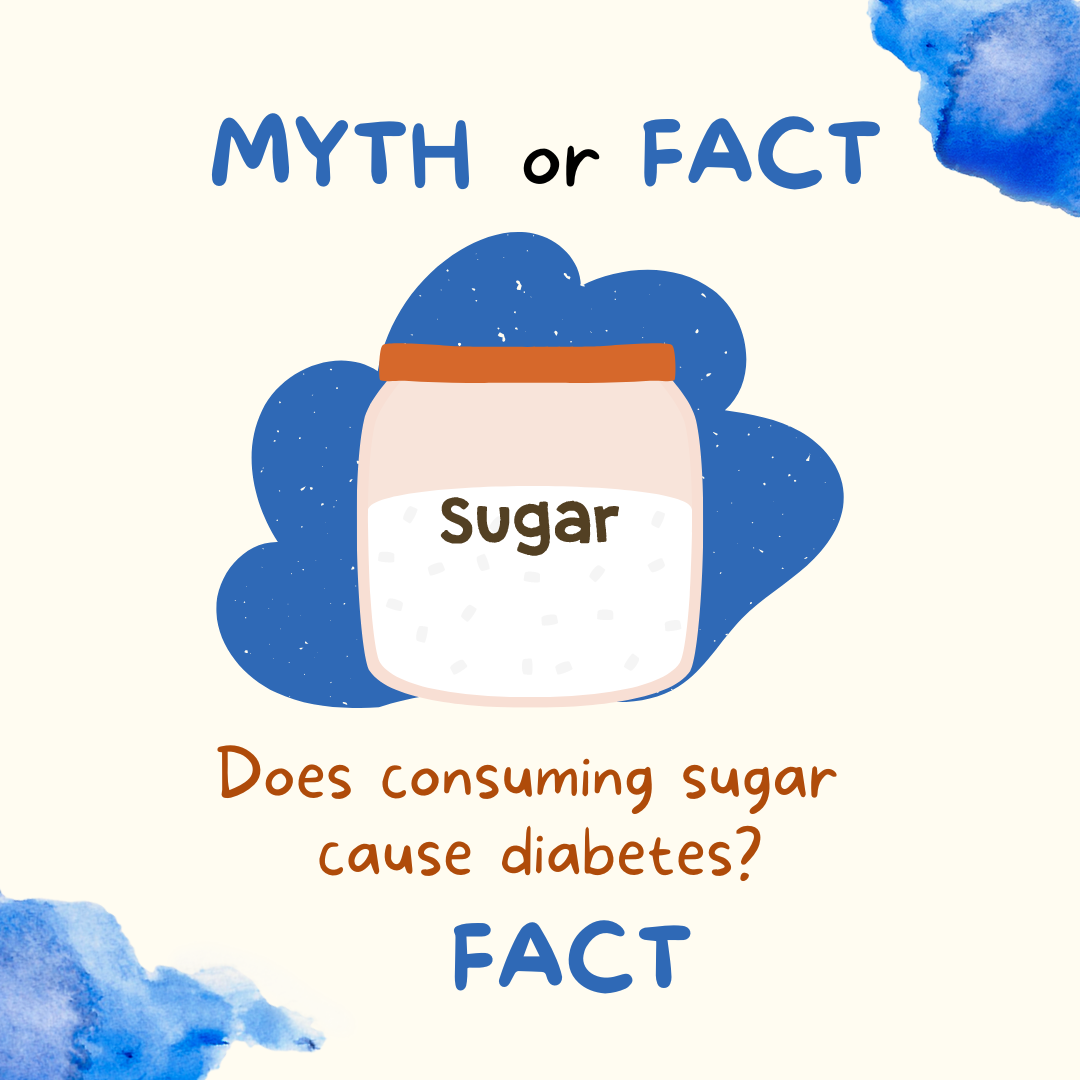 MYTH or FACT
Sugar
Does consuming sugar
cause diabetes?
FACT